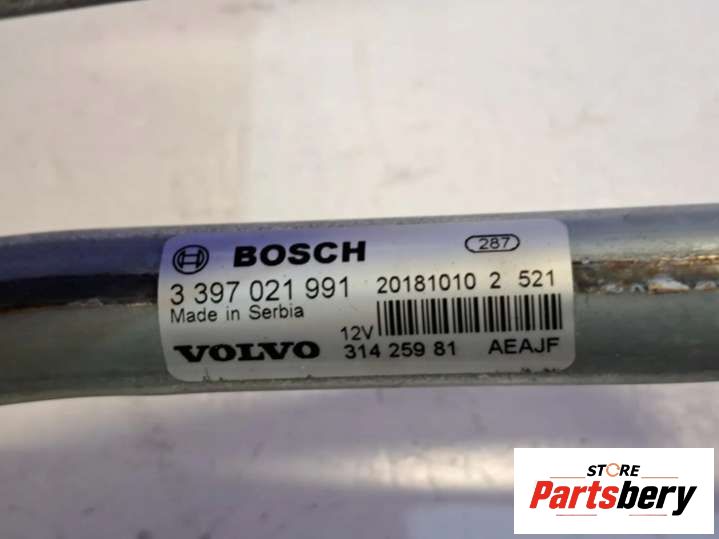 BOSCH 287
3 397 021 991 20181010 2 521
Made in Serbia
12V
VOLVO 314 259 81 AEAJF
STORE
Partsbery